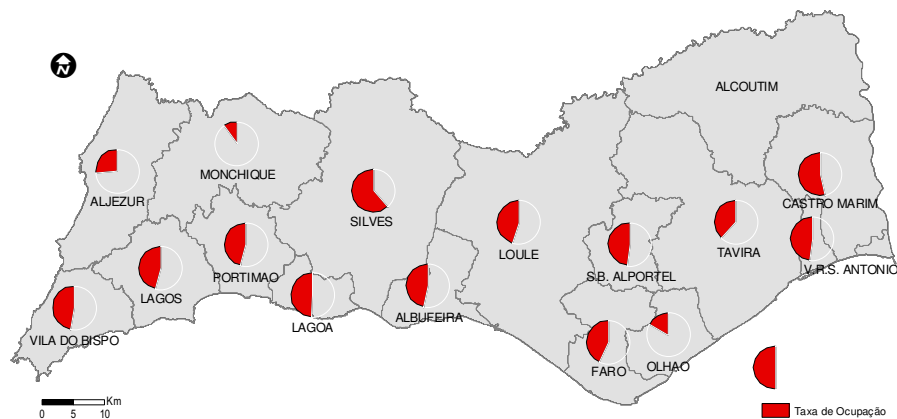 N
ALCOUTIM
MONCHIQUE
ALJEZUR
CASTRO MARIM
SILVES
LOULE
TAVIRA
PORTIMAO
S.B. ALPORTEL
V.R.S. ANTONIO
LAGOS
ALBUFEIRA
LAGOA
VILA DO BISPO
OLHAO
FARO
Km
0 5 10
Taxa de Ocupação